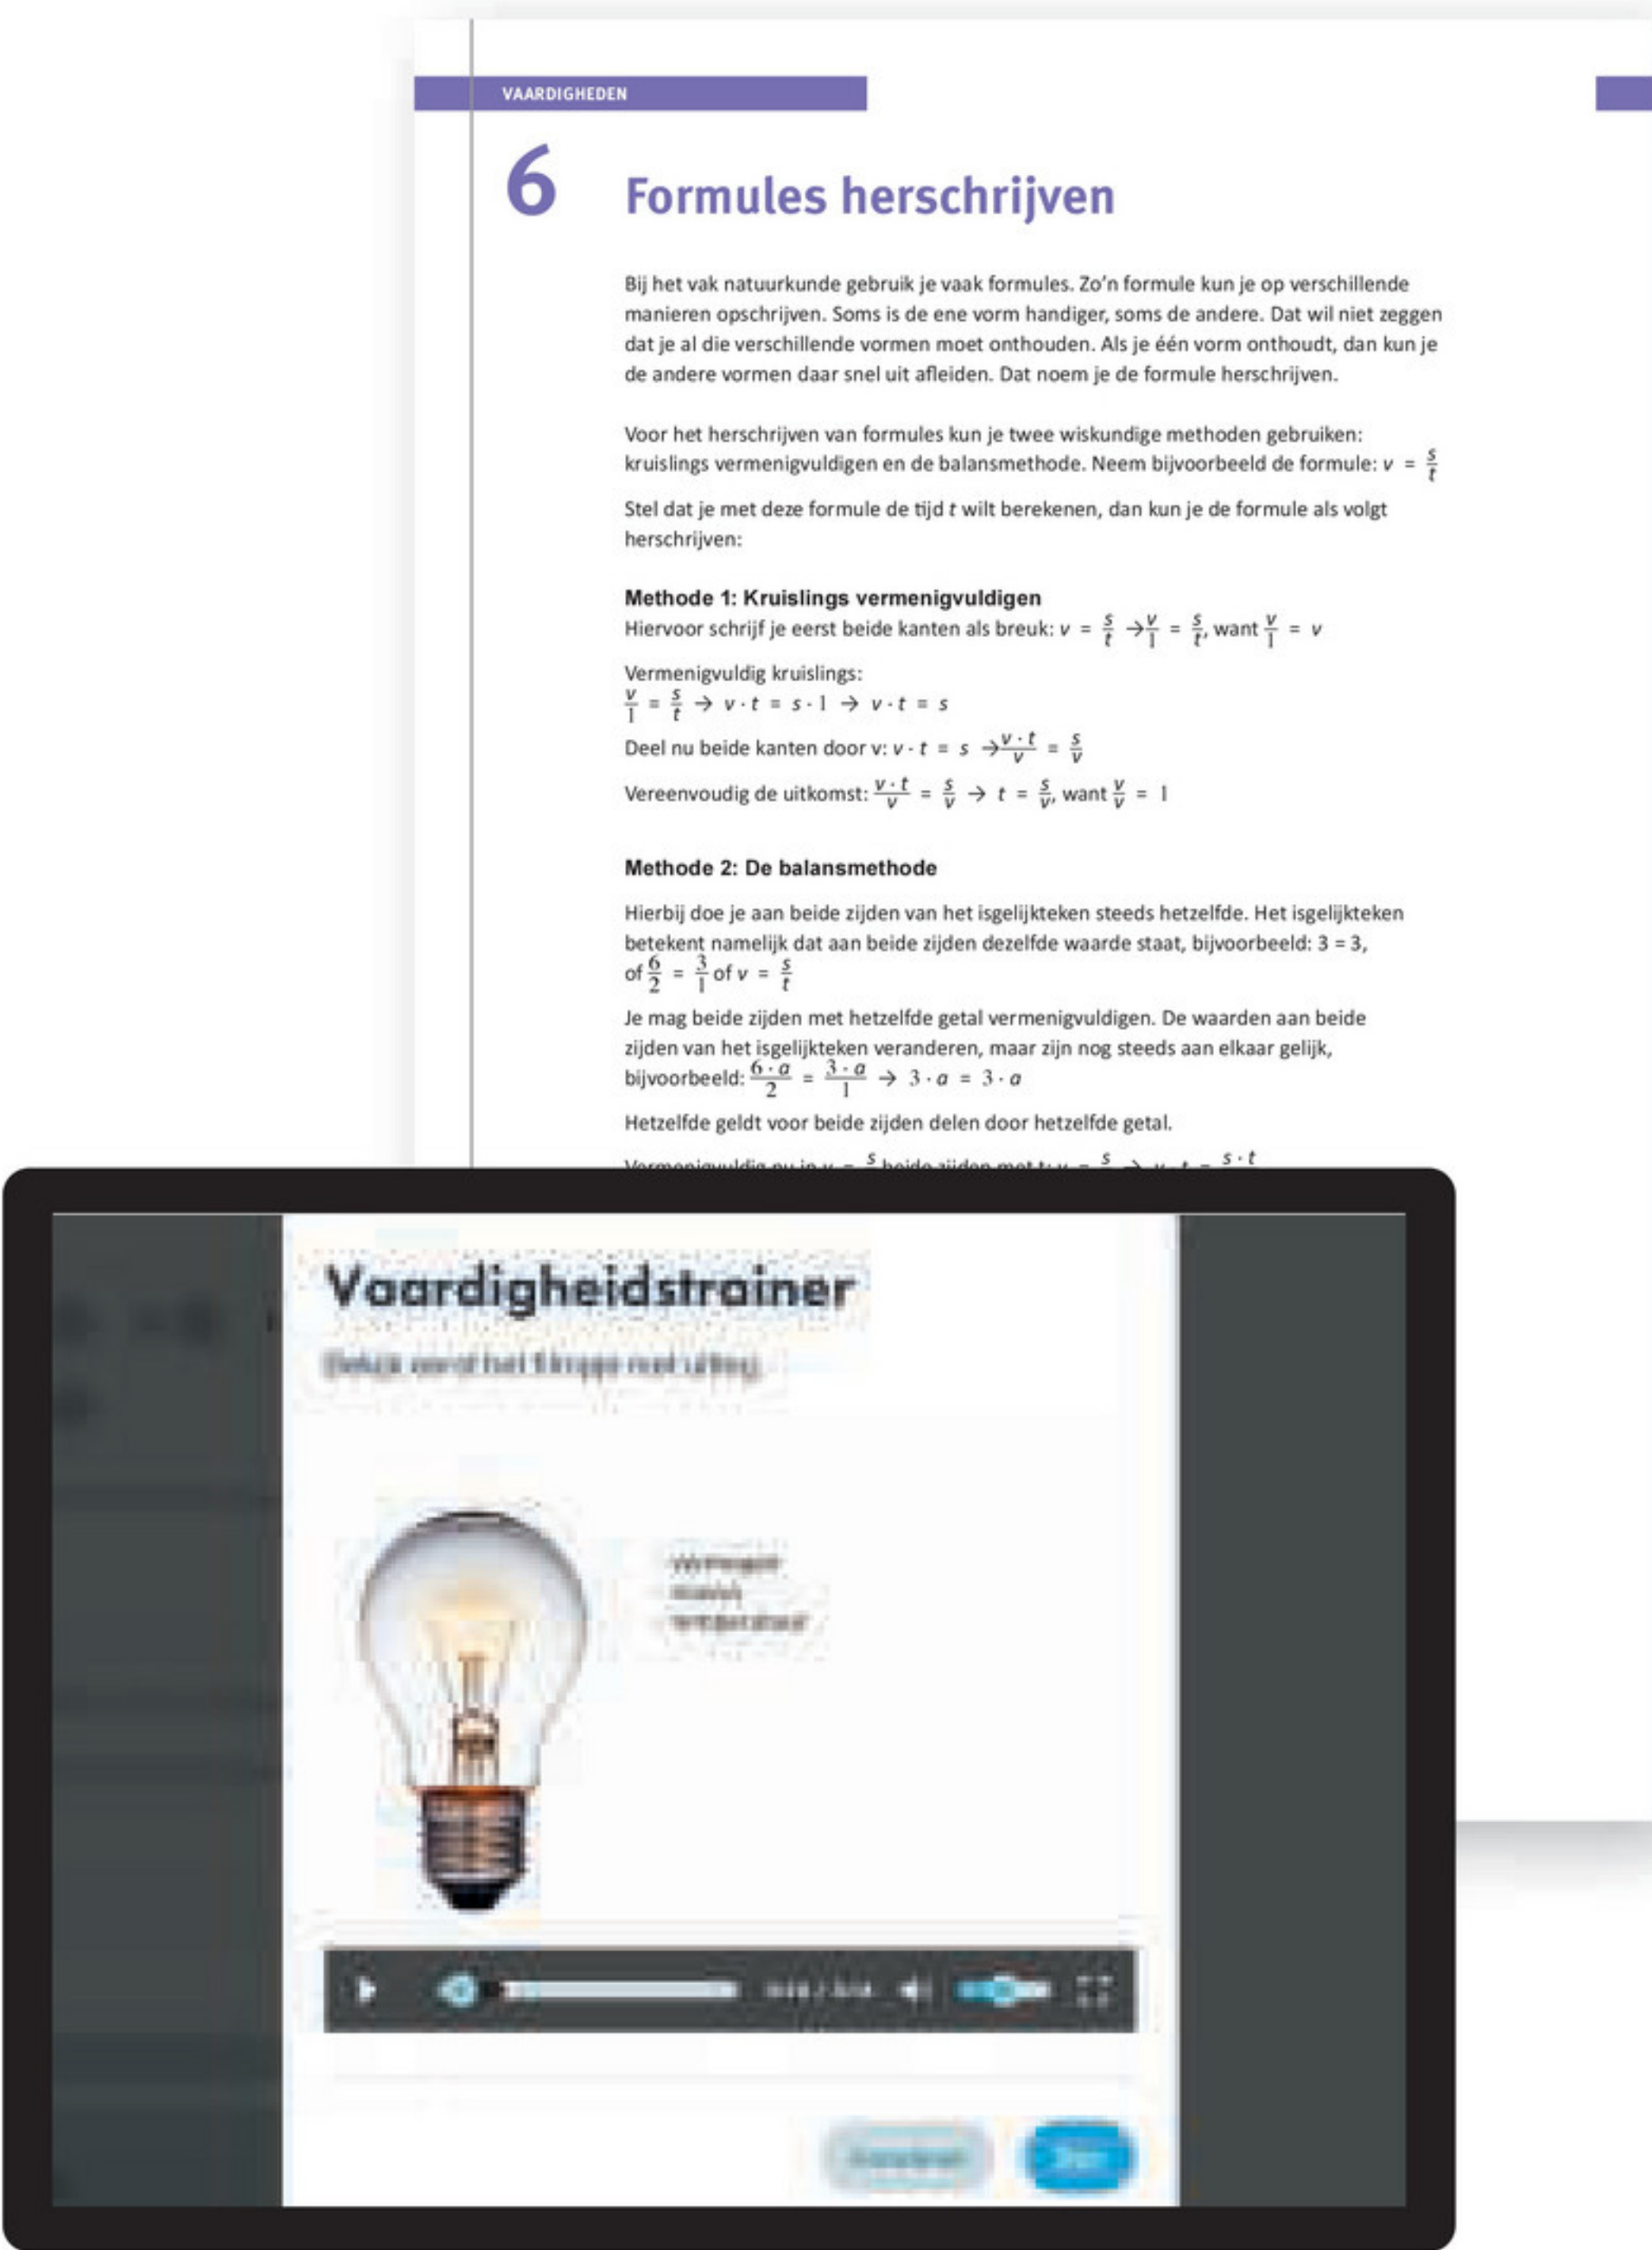 VAARDIGHEDEN
6 Formules herschrijven
Bij het vak natuurkunde gebruik je vaak formules. Zo'n formule kun je op verschillende
manieren opschrijven. Soms is de ene vorm handiger, soms de andere. Dat wil niet zeggen
dat je al die verschillende vormen moet onthouden. Als je één vorm onthoudt, dan kun je
de andere vormen daar snel uit afleiden. Dat noem je de formule herschrijven.
Voor het herschrijven van formules kun je twee wiskundige methoden gebruiken:
kruislings vermenigvuldigen en de balansmethode. Neem bijvoorbeeld de formule: v = s/t
Stel dat je met deze formule de tijd t wilt berekenen, dan kun je de formule als volgt
herschrijven:
Methode 1: Kruislings vermenigvuldigen
Hiervoor schrijf je eerst beide kanten als breuk: v = s/t → v/1 = s/t, want v/1 = v
Vermenigvuldig kruislings:
v/1 = s/t → v · t = s · 1 → v · t = s
Deel nu beide kanten door v: v · t = s → v · t/v = s/v
Vereenvoudig de uitkomst: v · t/v = s/v → t = s/v, want v/v = 1
Methode 2: De balansmethode
Hierbij doe je aan beide zijden van het isgelijkteken steeds hetzelfde. Het isgelijkteken
betekent namelijk dat aan beide zijden dezelfde waarde staat, bijvoorbeeld: 3 = 3,
of 6/2 = 3/1 of v = s/t
Je mag beide zijden met hetzelfde getal vermenigvuldigen. De waarden aan beide
zijden van het isgelijkteken veranderen, maar zijn nog steeds aan elkaar gelijk,
bijvoorbeeld: 6 · a/2 = 3 · a/1 → 3 · a = 3 · a
Hetzelfde geldt voor beide zijden delen door hetzelfde getal.
Vermenigvuldig nu in v = s beide zijden met t: v = s → v · t = s · t
Vaardigheidstrainer